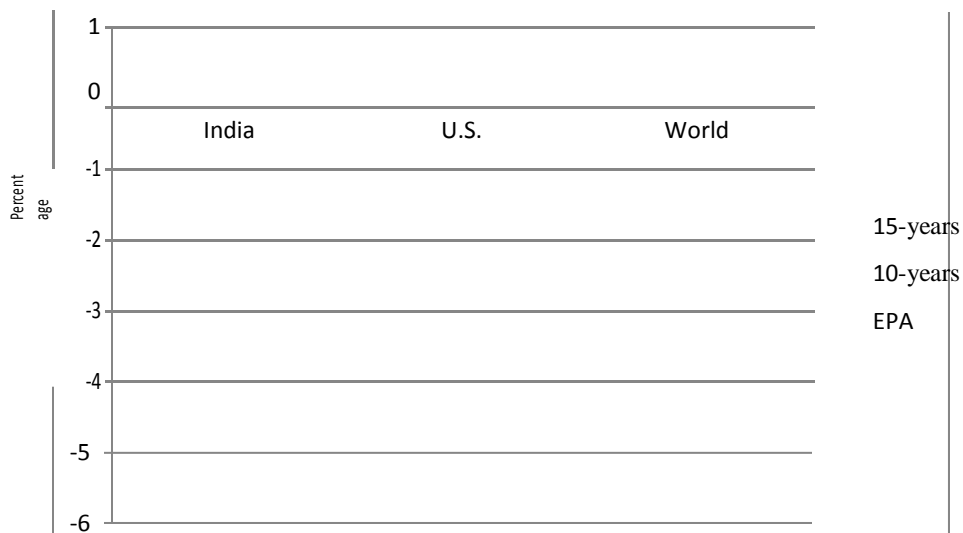 1
0
India U.S. World
-1
Percent
age
-2
15-years
10-years
-3
EPA
-4
-5
-6